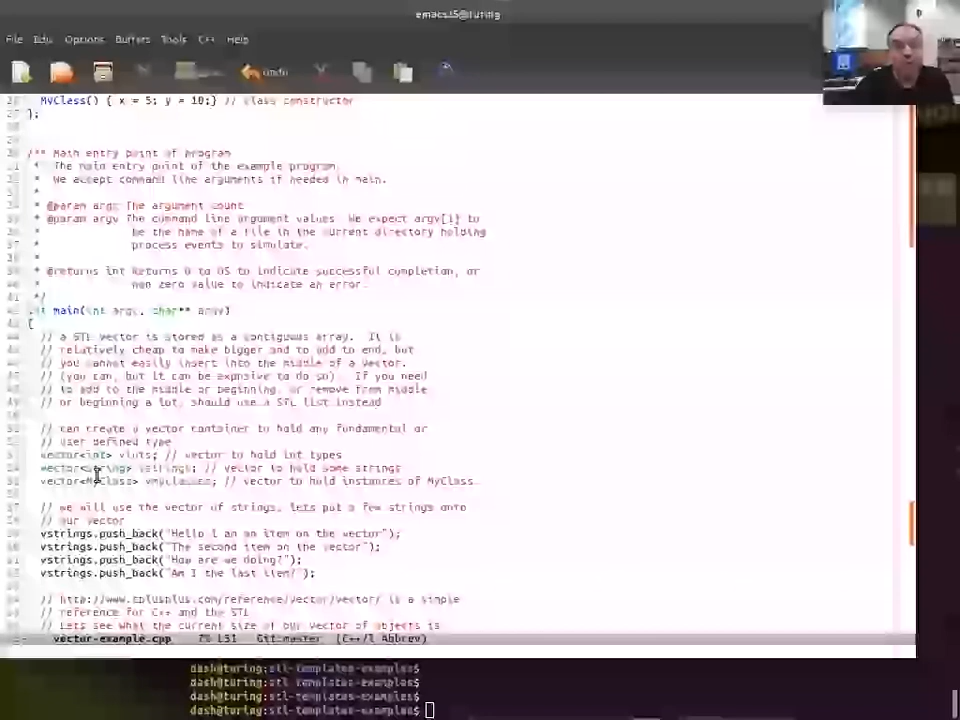 emacs25@turing
File Edit Options Buffers Tools C++ Help
Undo
MyClass() { x = 5; y = 10;} // class constructor
};
/** Main entry point of program
* The main entry point of the example program.
* We accept command line arguments if needed in main.
*
* @param argc The argument count
* @param argv The command line argument values. We expect argv[1] to
* be the name of a file in the current directory holding
* process events to simulate.
*
* @returns int Returns 0 to OS to indicate successful completion, or
* non zero value to indicate an error.
*/
int main(int argc, char** argv)
{
// a STL vector is stored as a contiguous array. It is
// relatively cheap to make bigger and to add to end, but
// you cannot easily insert into the middle of a vector.
// (you can, but it can be expnsive to do so). If you need
// to add to the middle or beginning, or remove from middle
// or beginning a lot, should use a STL list instead
// can create a vector container to hold any fundamental or
// user defined type
vector<int> vints; // vector to hold int types
vector<string> vstrings; // vector to hold some strings
vector<MyClass> vmyclasses; // vector to hold instances of MyClass
// we will use the vector of strings, lets put a few strings onto
// our vector
vstrings.push_back("Hello I am an item on the vector");
vstrings.push_back("The second item on the vector");
vstrings.push_back("How are we doing?");
vstrings.push_back("Am I the last item?");
// http://www.cplusplus.com/reference/vector/vector/ is a simple
// reference for C++ and the STL
// Lets see what the current size of our vector of objects is
vector-example.cpp 7% L51 Git-master (C++/l Abbrev)
dash@turing:stl-templates-examples$
dash@turing:stl-templates-examples$
dash@turing:stl-templates-examples$
dash@turing:stl-templates-examples$